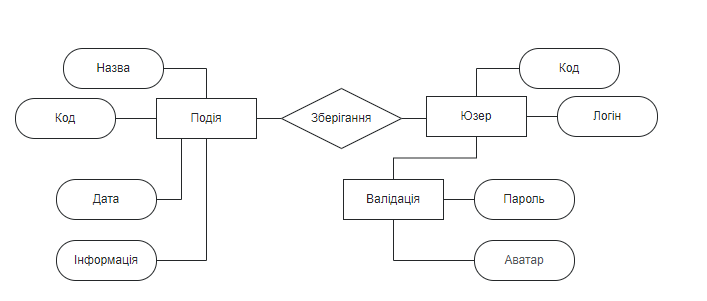 Назва
Код
Код
Подія
Зберігання
Юзер
Логін
Дата
Валідація
Пароль
Інформація
Аватар